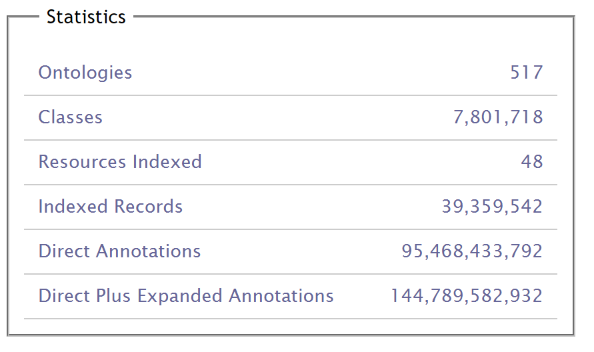 Statistics
Ontologies 517
Classes 7,801,718
Resources Indexed 48
Indexed Records 39,359,542
Direct Annotations 95,468,433,792
Direct Plus Expanded Annotations 144,789,582,932